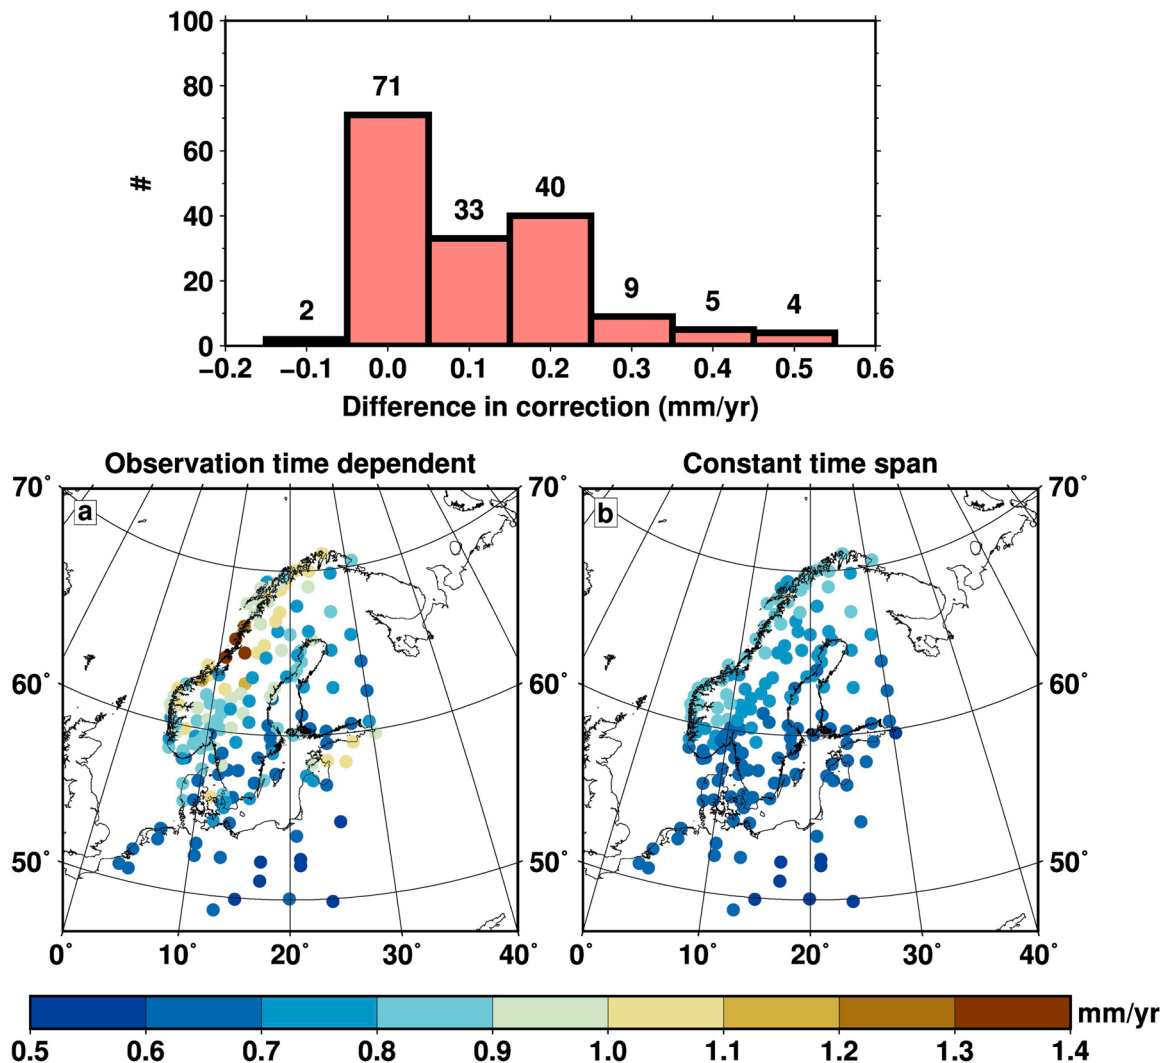 100
80
60
40
20
0
#
2
71
33
40
9
5
4
−0.2 −0.1 0.0 0.1 0.2 0.3 0.4 0.5 0.6
Difference in correction (mm/yr)
Observation time dependent
a
70˚ 70˚
60˚ 60˚
50˚ 50˚
0˚ 10˚ 20˚ 30˚ 40˚
Constant time span
b
70˚
60˚
50˚
0˚ 10˚ 20˚ 30˚ 40˚
mm/yr
0.5 0.6 0.7 0.8 0.9 1.0 1.1 1.2 1.3 1.4